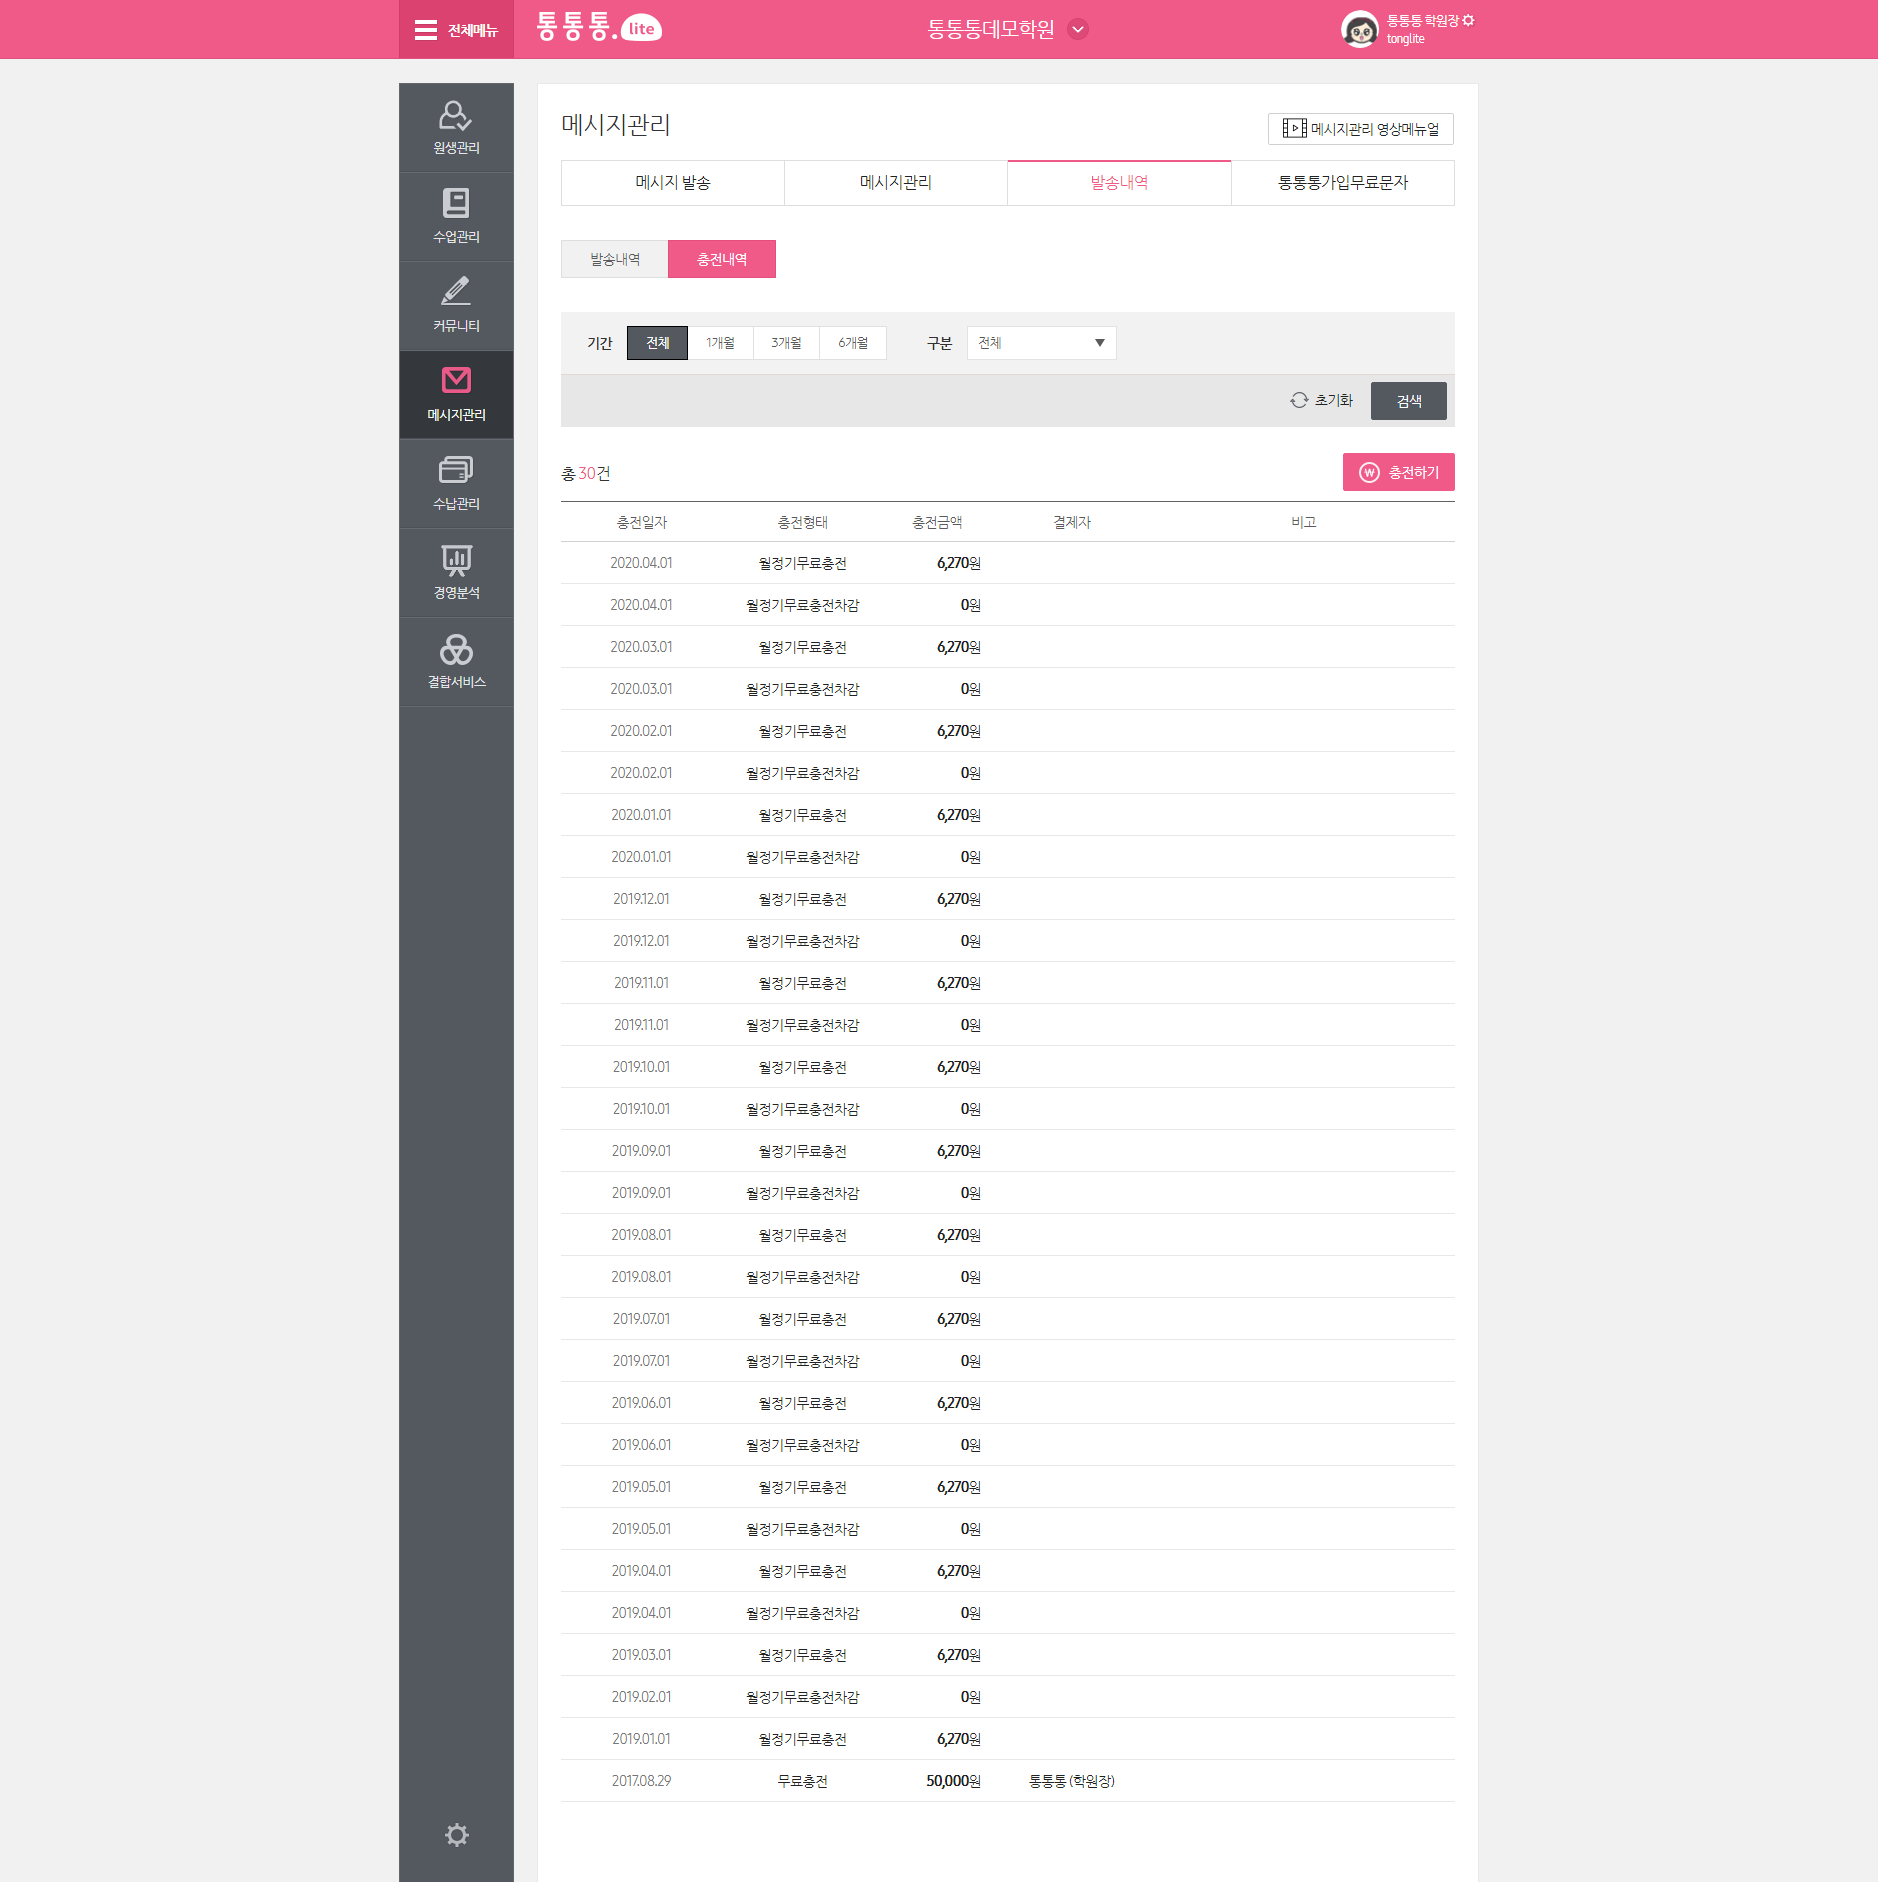 전체메뉴
통통통.lite
통통통데모학원
통통통 학원장
tonglite
원생관리
수업관리
커뮤니티
메시지관리
수납관리
경영분석
결합서비스
메시지관리
메시지관리 영상메뉴얼
메시지 발송 메시지관리 발송내역 통통통가입무료문자
발송내역 충전내역
기간 전체 1개월 3개월 6개월 구분 전체
초기화 검색
총 30건 충전하기
충전일자 충전형태 충전금액 결제자 비고
2020.04.01 월정기무료충전 6,270원
2020.04.01 월정기무료충전차감 0원
2020.03.01 월정기무료충전 6,270원
2020.03.01 월정기무료충전차감 0원
2020.02.01 월정기무료충전 6,270원
2020.02.01 월정기무료충전차감 0원
2020.01.01 월정기무료충전 6,270원
2020.01.01 월정기무료충전차감 0원
2019.12.01 월정기무료충전 6,270원
2019.12.01 월정기무료충전차감 0원
2019.11.01 월정기무료충전 6,270원
2019.11.01 월정기무료충전차감 0원
2019.10.01 월정기무료충전 6,270원
2019.10.01 월정기무료충전차감 0원
2019.09.01 월정기무료충전 6,270원
2019.09.01 월정기무료충전차감 0원
2019.08.01 월정기무료충전 6,270원
2019.08.01 월정기무료충전차감 0원
2019.07.01 월정기무료충전 6,270원
2019.07.01 월정기무료충전차감 0원
2019.06.01 월정기무료충전 6,270원
2019.06.01 월정기무료충전차감 0원
2019.05.01 월정기무료충전 6,270원
2019.05.01 월정기무료충전차감 0원
2019.04.01 월정기무료충전 6,270원
2019.04.01 월정기무료충전차감 0원
2019.03.01 월정기무료충전 6,270원
2019.02.01 월정기무료충전차감 0원
2019.01.01 월정기무료충전 6,270원
2017.08.29 무료충전 50,000원 통통통 (학원장)